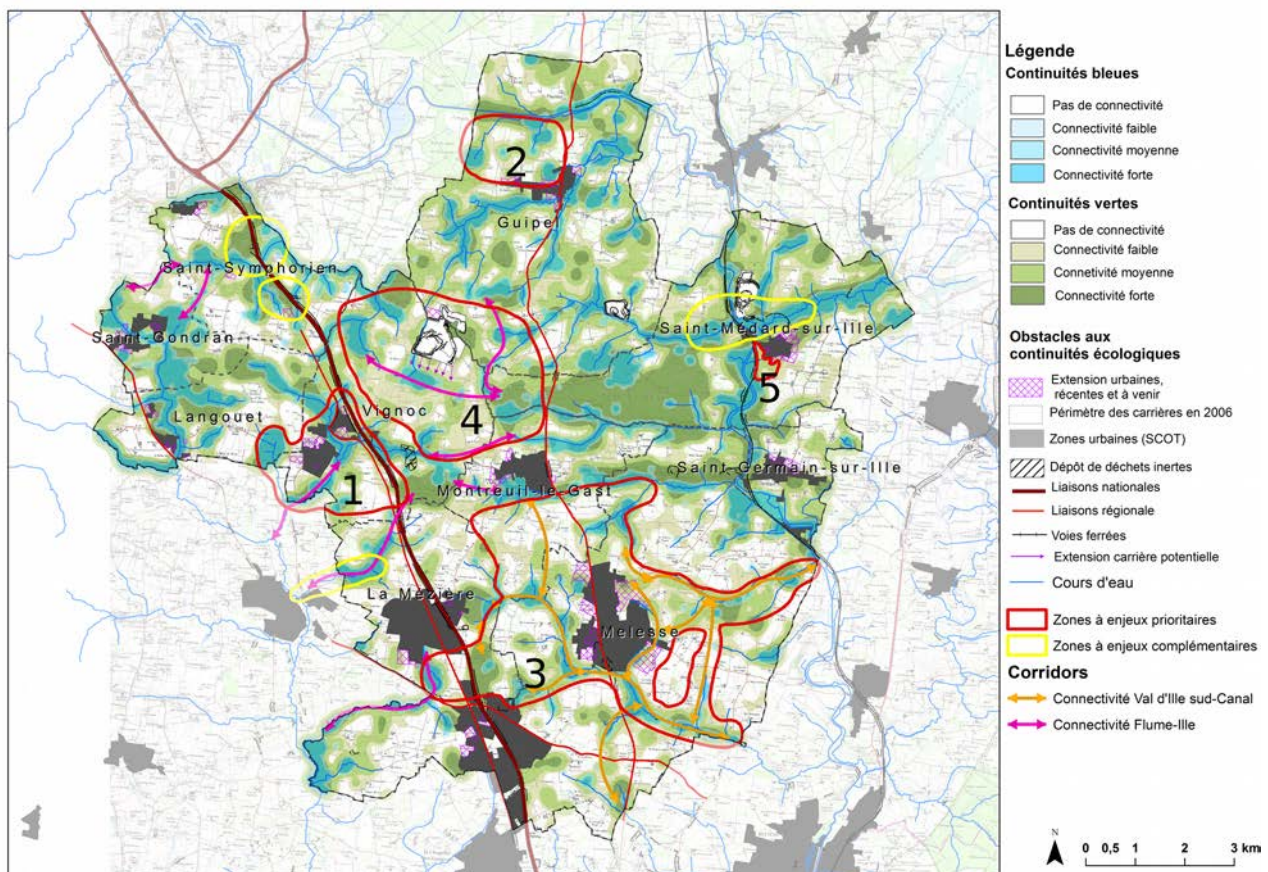 2
Guipel
Saint-Symphorien
Saint-Gondran
Saint-Médard-sur-Ille
5
Langouet
Vignoc
4
1
Montreuil-le-Gast
Saint-Germain-sur-Ille
La Mézière
Melesse
3
Légende
Continuités bleues
Pas de connectivité
Connectivité faible
Connectivité moyenne
Connectivité forte
Continuités vertes
Pas de connectivité
Connectivité faible
Connetivité moyenne
Connectivité forte
Obstacles aux
continuités écologiques
Extension urbaines,
récentes et à venir
Périmètre des carrières en 2006
Zones urbaines (SCOT)
Dépôt de déchets inertes
Liaisons nationales
Liaisons régionale
Voies ferrées
Extension carrière potentielle
Cours d'eau
Zones à enjeux prioritaires
Zones à enjeux complémentaires
Corridors
Connectivité Val d'Ille sud-Canal
Connectivité Flume-Ille
N
0 0,5 1 2 3 km